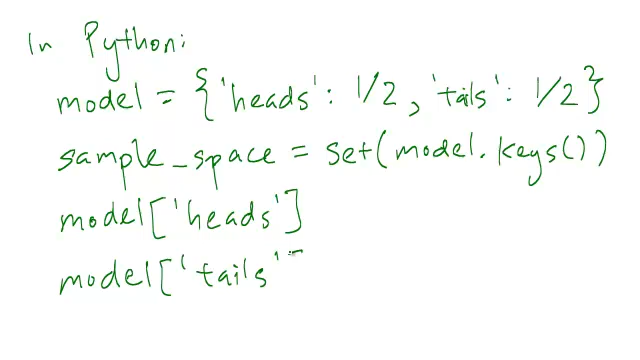 In Python:
model = {'heads': 1/2, 'tails': 1/2}
sample_space = set(model.keys())
model['heads']
model['tails'